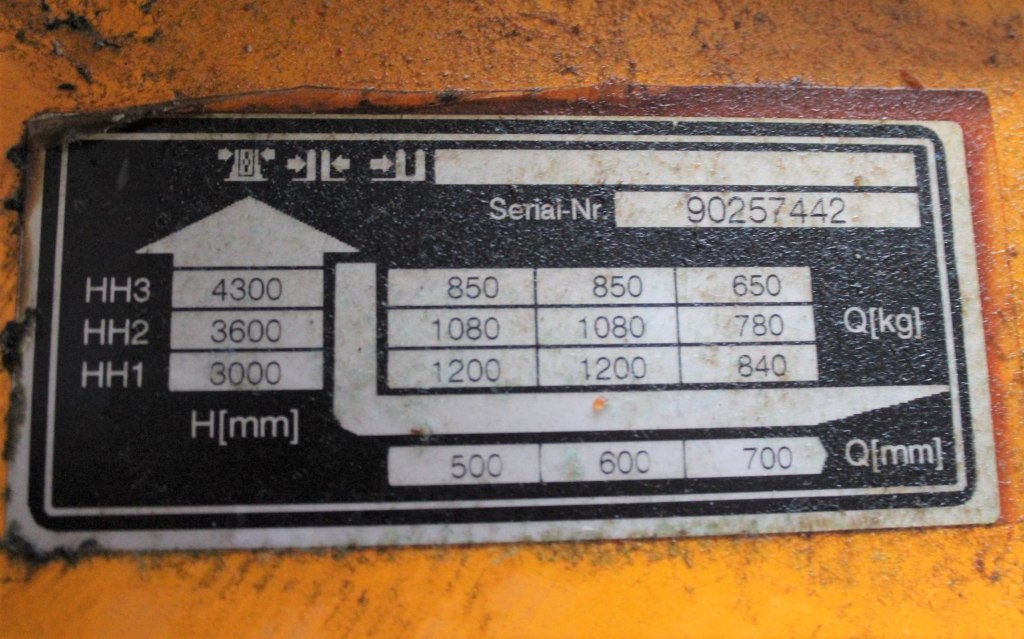 Serial-Nr. 90257442
HH3 4300 850 850 650
HH2 3600 1080 1080 780 Q[kg]
HH1 3000 1200 1200 840
H[mm]
500 600 700 Q[mm]